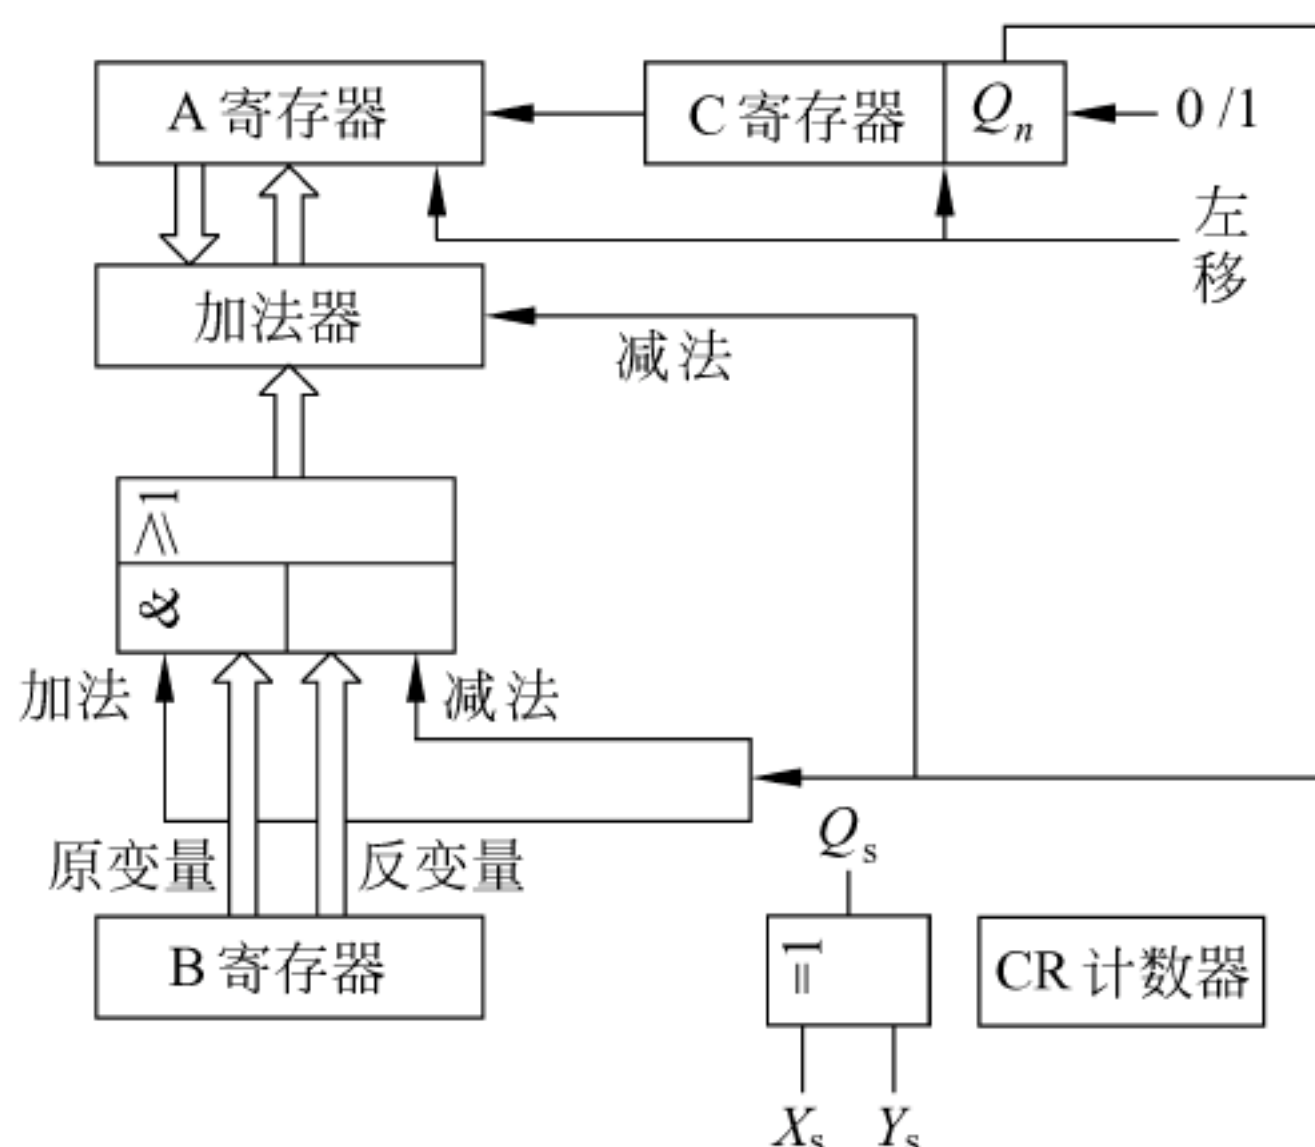 A 寄存器
C 寄存器
Qn
0 /1
左移
加法器
减法
≥1
&
加法
减法
原变量
反变量
Qs
B 寄存器
=1
CR 计数器
Xs
Ys